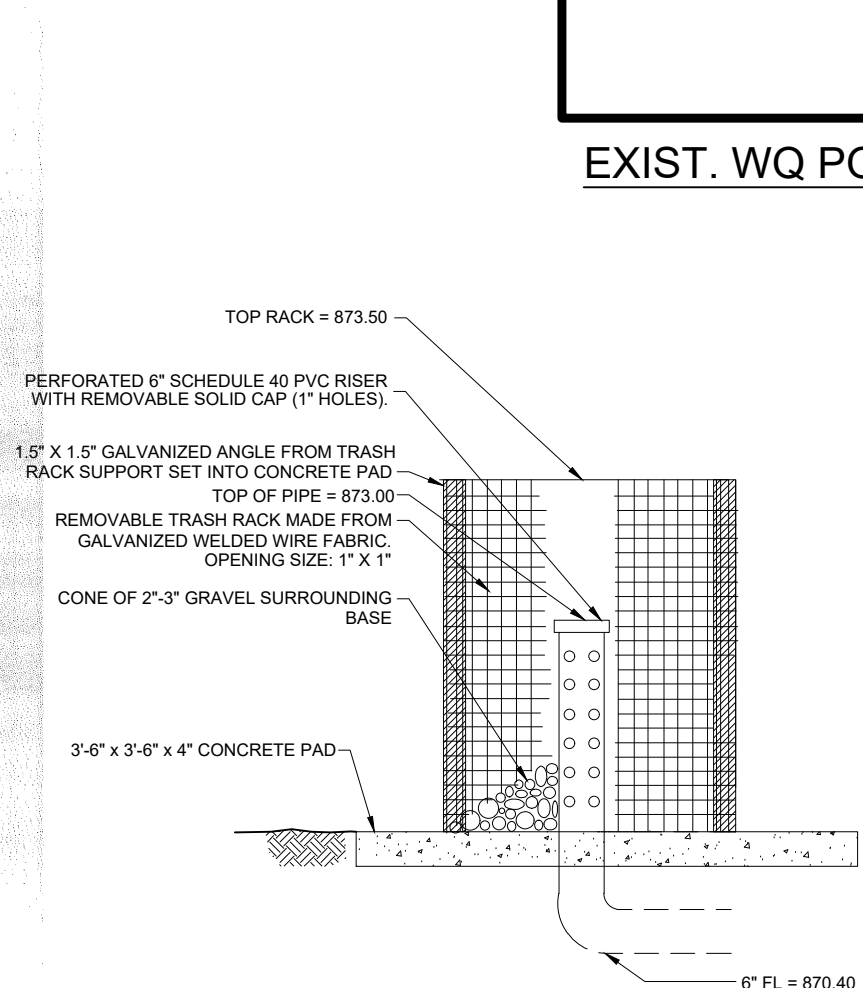 EXIST. WQ PO
TOP RACK = 873.50
PERFORATED 6" SCHEDULE 40 PVC RISER
WITH REMOVABLE SOLID CAP (1" HOLES).
1.5" X 1.5" GALVANIZED ANGLE FROM TRASH
RACK SUPPORT SET INTO CONCRETE PAD
TOP OF PIPE = 873.00
REMOVABLE TRASH RACK MADE FROM
GALVANIZED WELDED WIRE FABRIC.
OPENING SIZE: 1" X 1"
CONE OF 2"-3" GRAVEL SURROUNDING
BASE
3'-6" x 3'-6" x 4" CONCRETE PAD
6" FL = 870.40